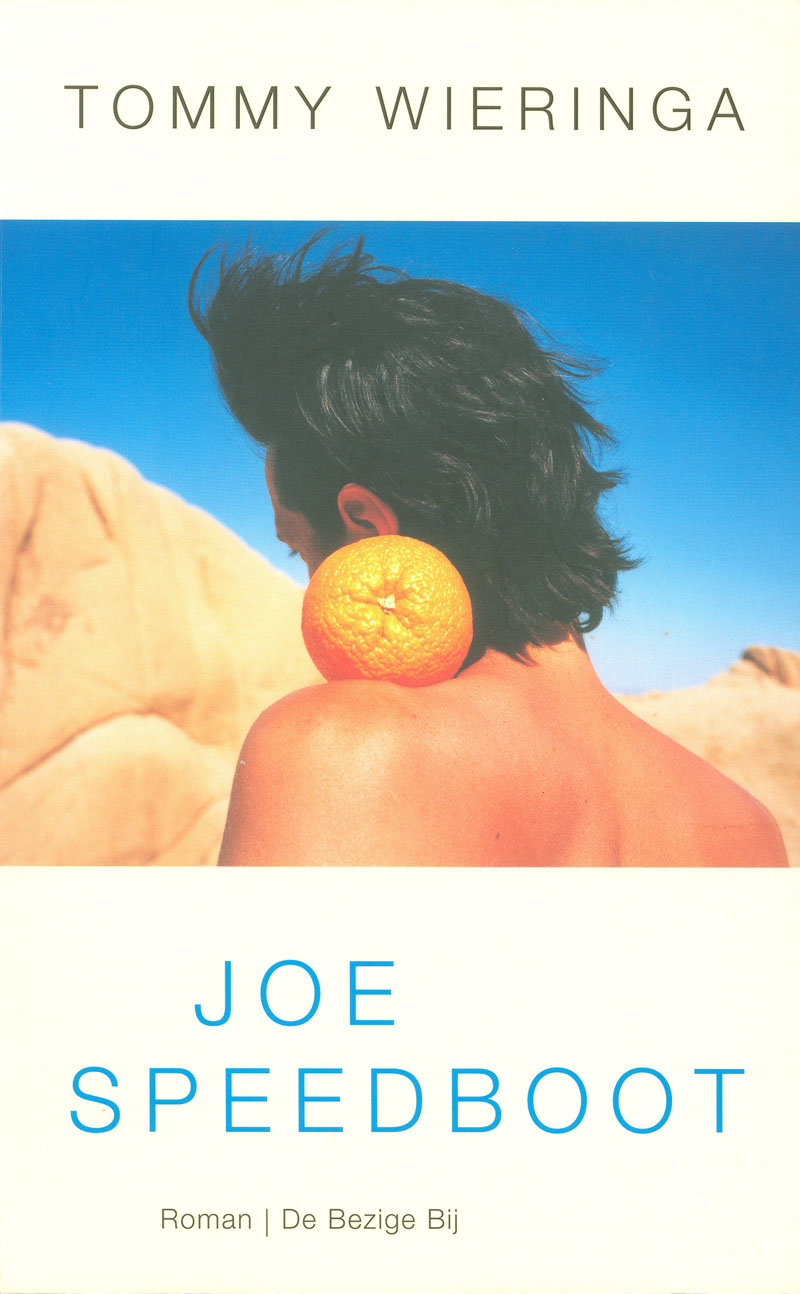 TOMMY WIERINGA
JOE
SPEEDBOOT
Roman | De Bezige Bij